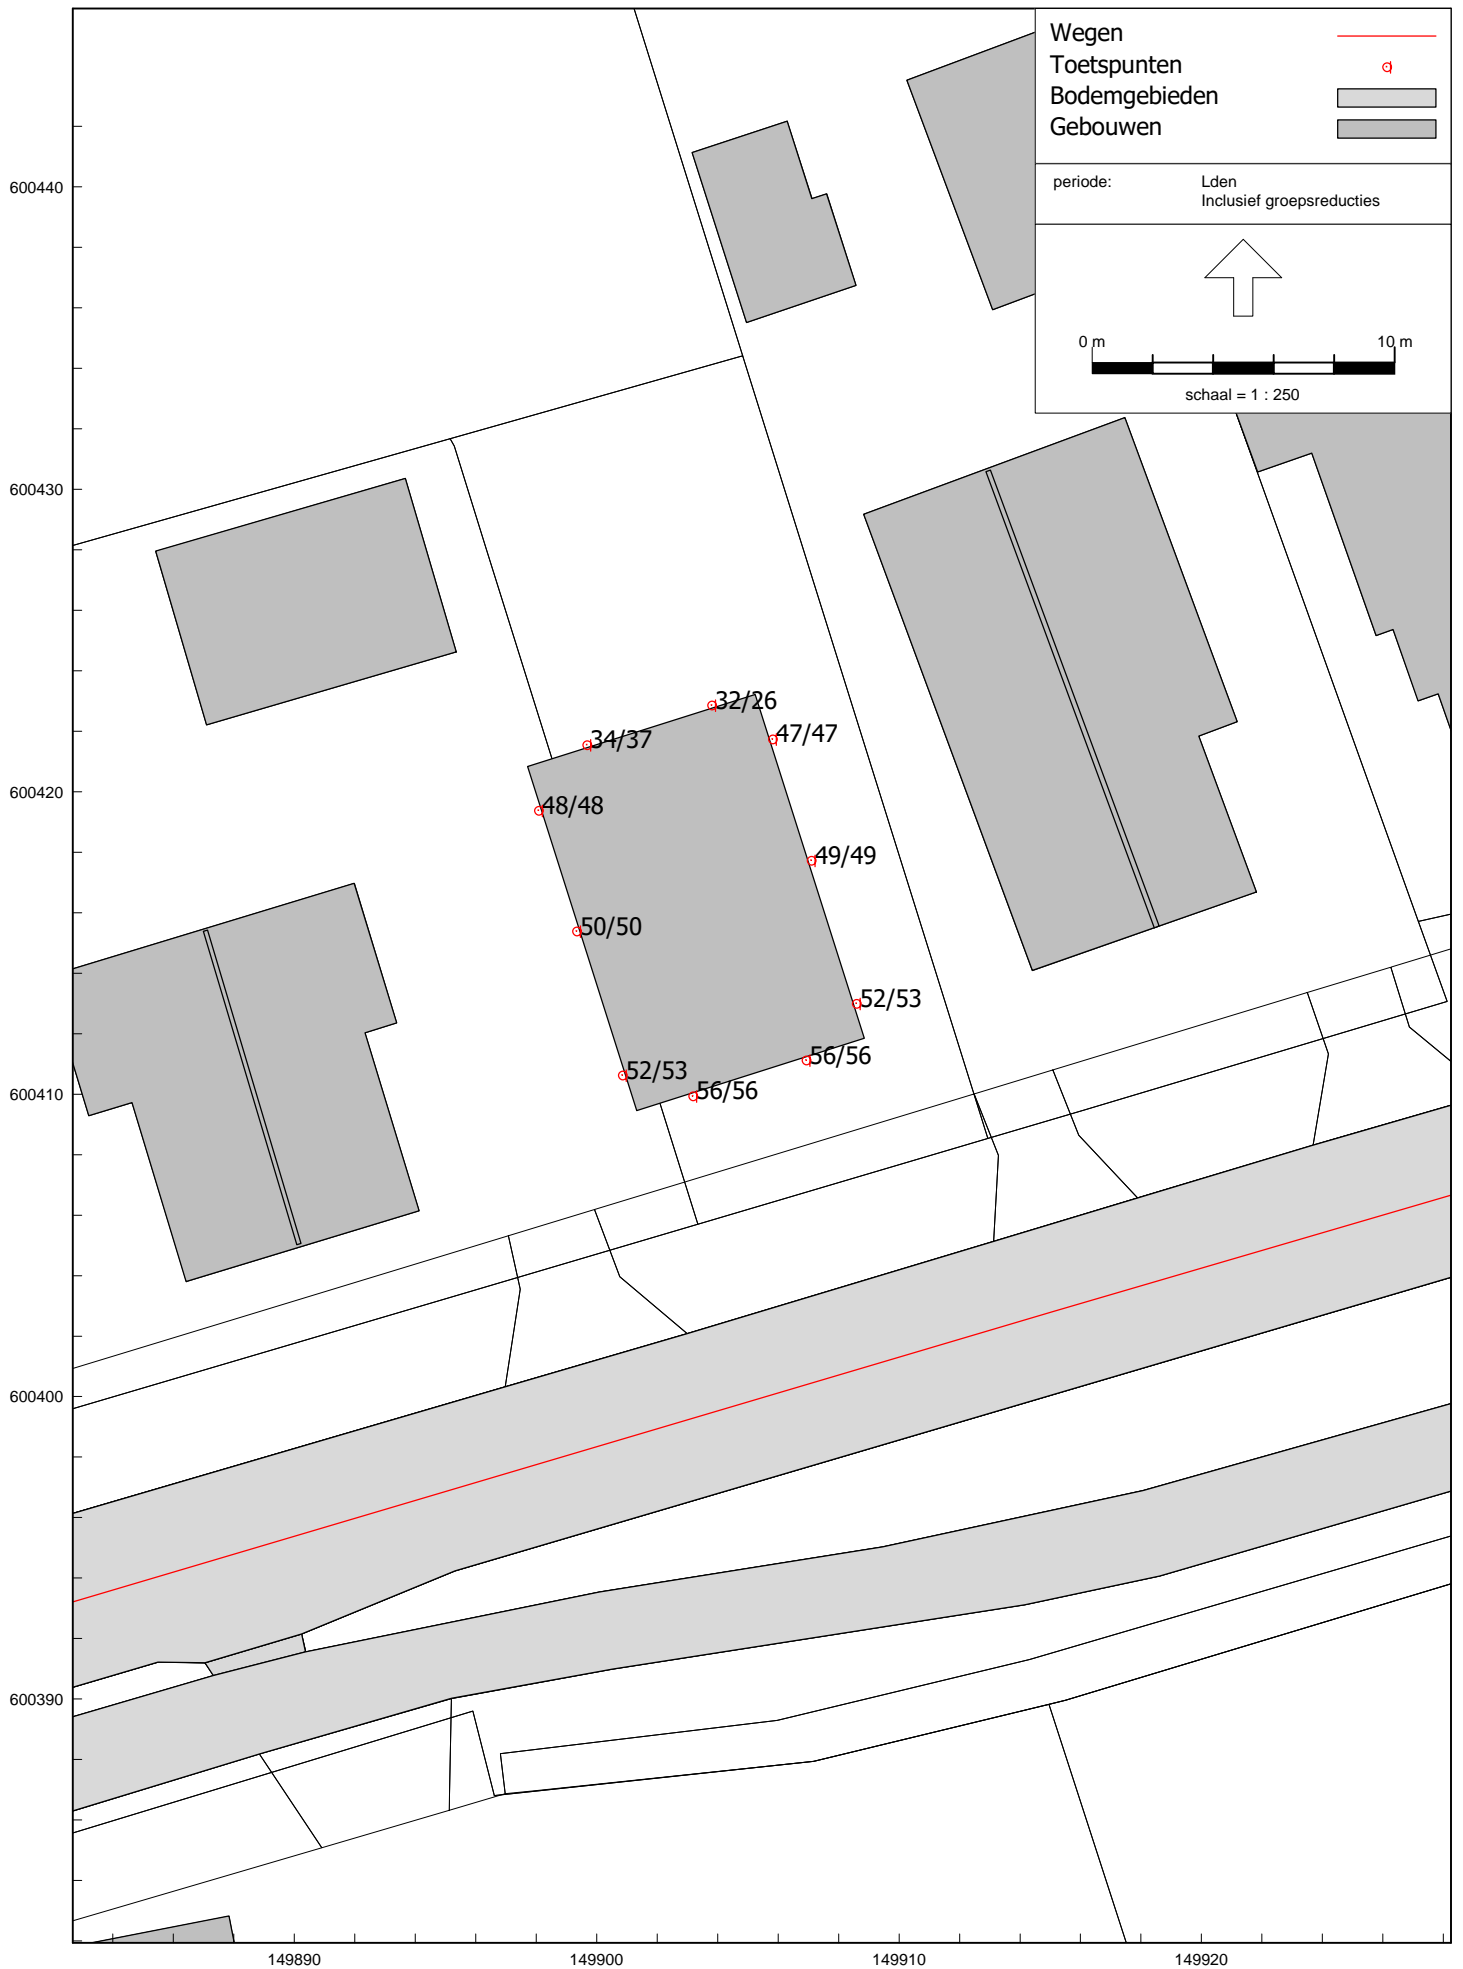 Wegen
Toetspunten
Bodemgebieden
Gebouwen
periode: Lden
Inclusief groepsreducties
0 m 10 m
schaal = 1 : 250
600440
600430
600420
600410
600400
600390
32/26
47/47
34/37
48/48
49/49
50/50
52/53
56/56
52/53
56/56
149890 149900 149910 149920